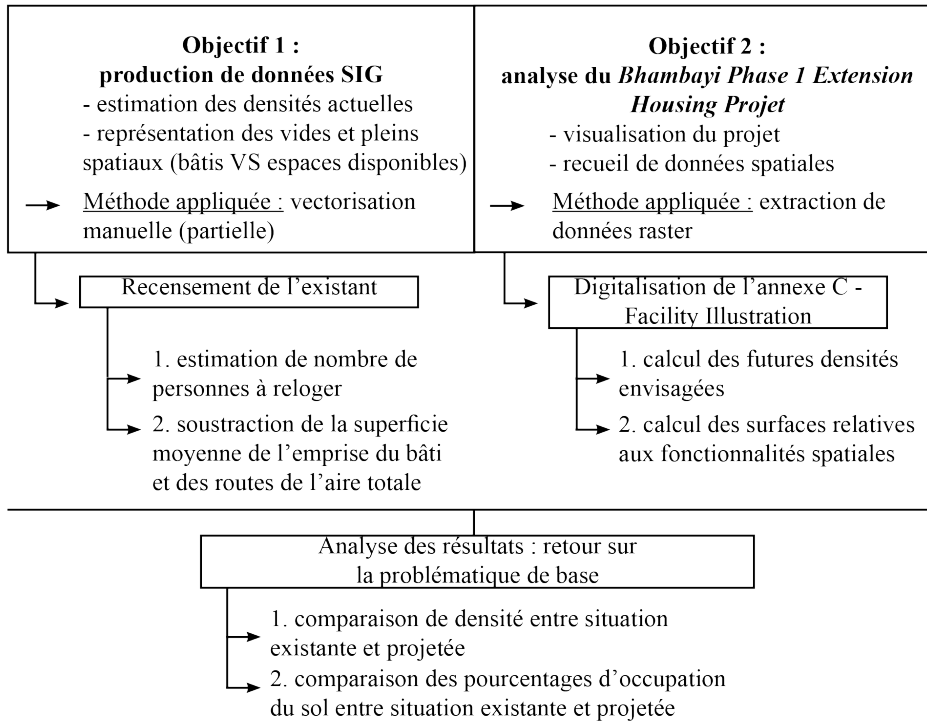 Objectif 1 :
production de données SIG
- estimation des densités actuelles
- représentation des vides et pleins
spatiaux (bâtis VS espaces disponibles)
Méthode appliquée : vectorisation
manuelle (partielle)
Objectif 2 :
analyse du Bhambayi Phase 1 Extension
Housing Projet
- visualisation du projet
- recueil de données spatiales
Méthode appliquée : extraction de
données raster
Recensement de l’existant
1. estimation de nombre de
personnes à reloger
2. soustraction de la superficie
moyenne de l’emprise du bâti
et des routes de l’aire totale
Digitalisation de l’annexe C -
Facility Illustration
1. calcul des futures densités
envisagées
2. calcul des surfaces relatives
aux fonctionnalités spatiales
Analyse des résultats : retour sur
la problématique de base
1. comparaison de densité entre situation
existante et projetée
2. comparaison des pourcentages d’occupation
du sol entre situation existante et projetée